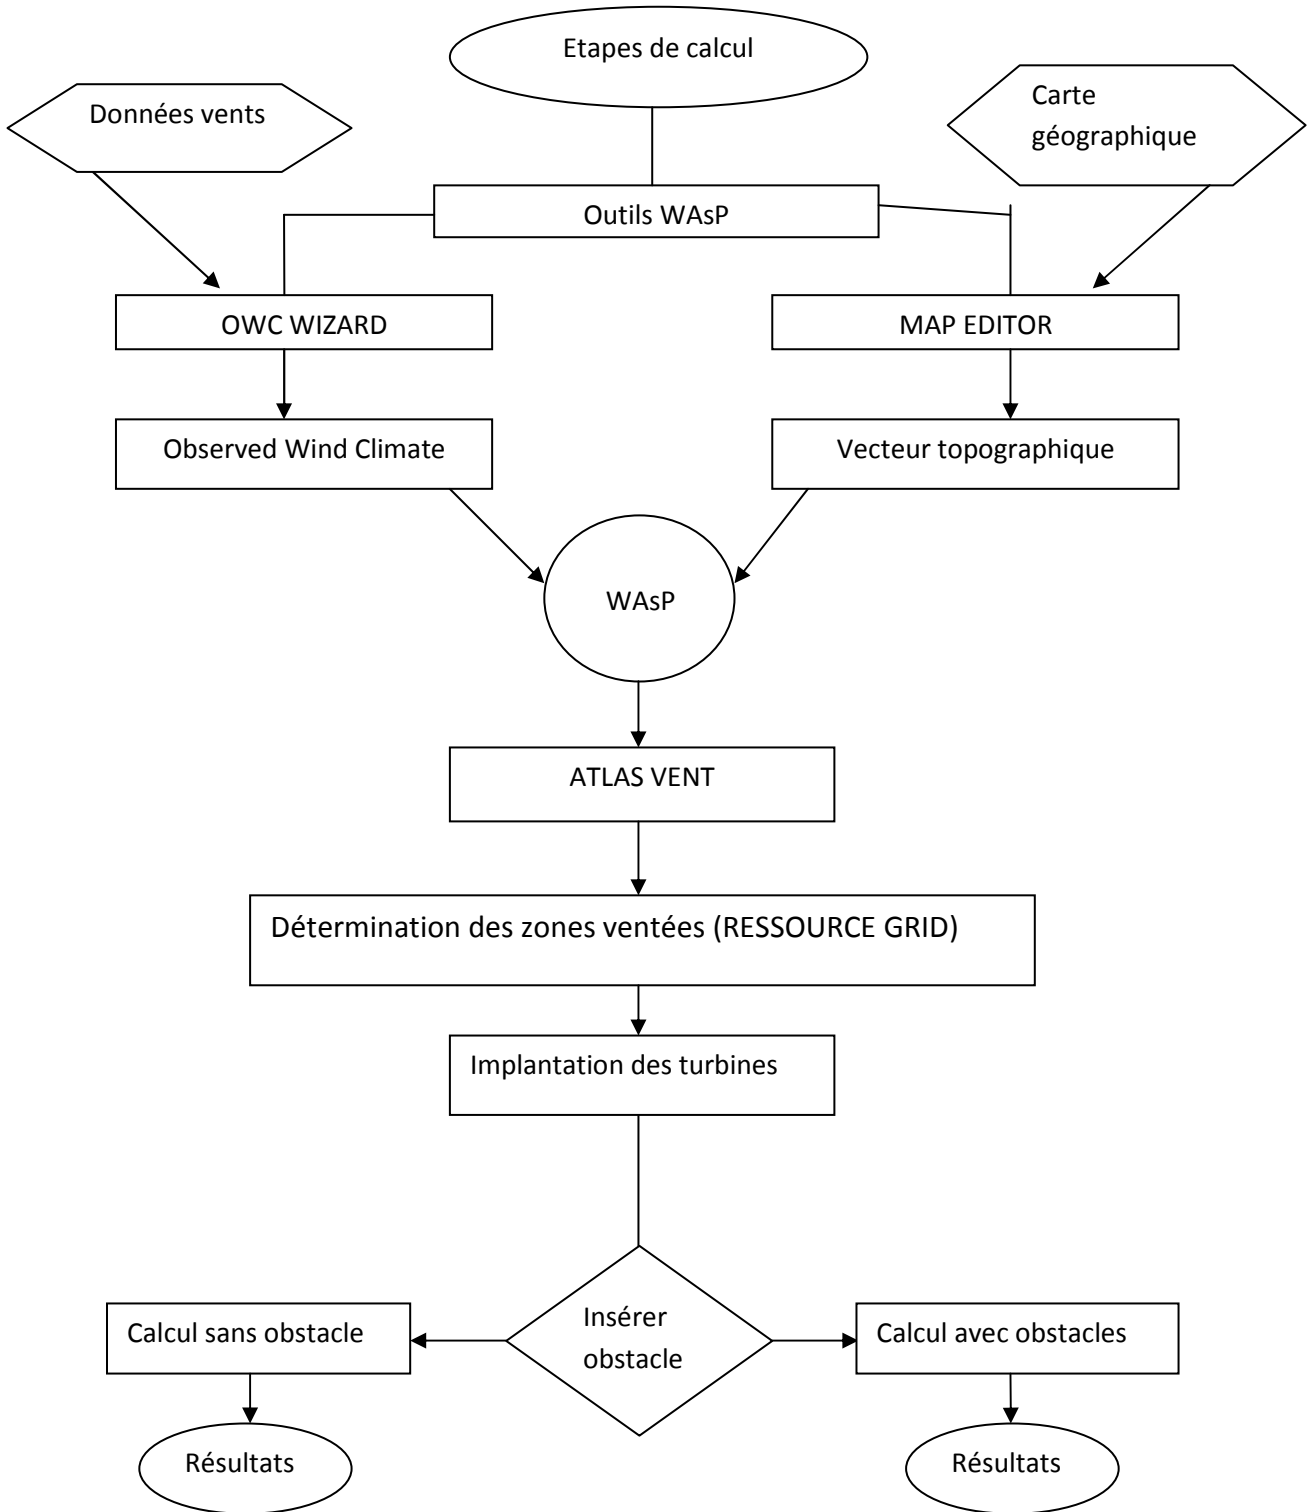 Etapes de calcul
Données vents
Carte
géographique
Outils WAsP
OWC WIZARD
MAP EDITOR
Observed Wind Climate
Vecteur topographique
WAsP
ATLAS VENT
Détermination des zones ventées (RESSOURCE GRID)
Implantation des turbines
Insérer
obstacle
Calcul sans obstacle
Calcul avec obstacles
Résultats
Résultats